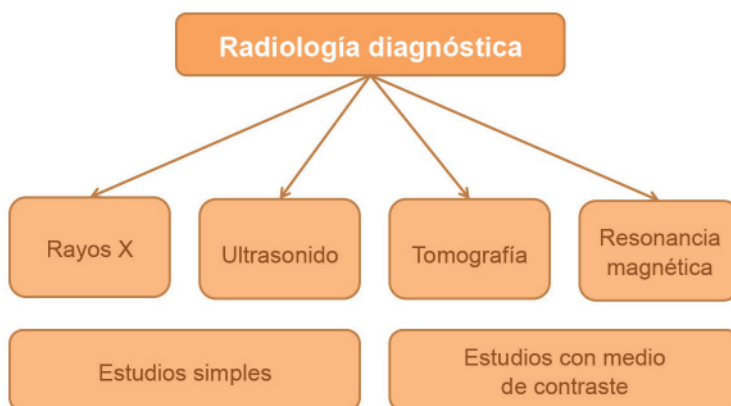 Radiología diagnóstica
Rayos X
Ultrasonido
Tomografía
Resonancia
magnética
Estudios simples
Estudios con medio
de contraste